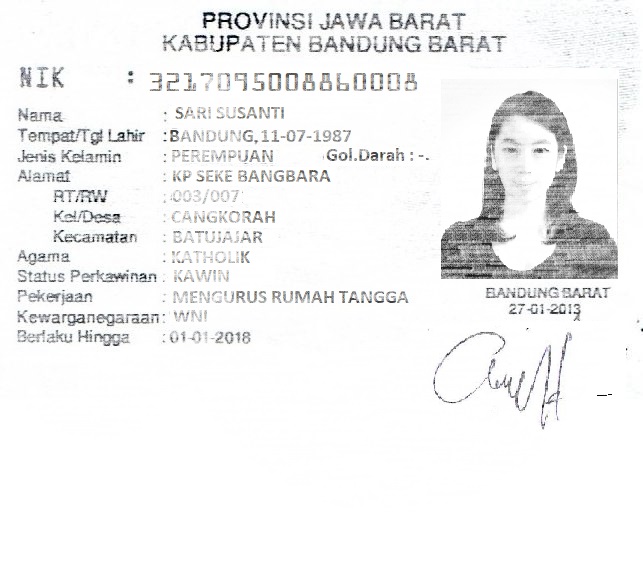 PROVINSI JAWA BARAT
KABUPATEN BANDUNG BARAT
NIK : 3217095008860008
Nama : SARI SUSANTI
Tempat/Tgl Lahir :BANDUNG,11-07-1987
Jenis Kelamin : PEREMPUAN Gol.Darah : -.
Alamat : KP SEKE BANGBARA
RT/RW : 003/007
Kel/Desa : CANGKORAH
Kecamatan : BATUJAJAR
Agama : KATHOLIK
Status Perkawinan : KAWIN
Pekerjaan : MENGURUS RUMAH TANGGA
Kewarganegaraan: WNI
Berlaku Hingga : 01-01-2018
BANDUNG BARAT
27-01-2013